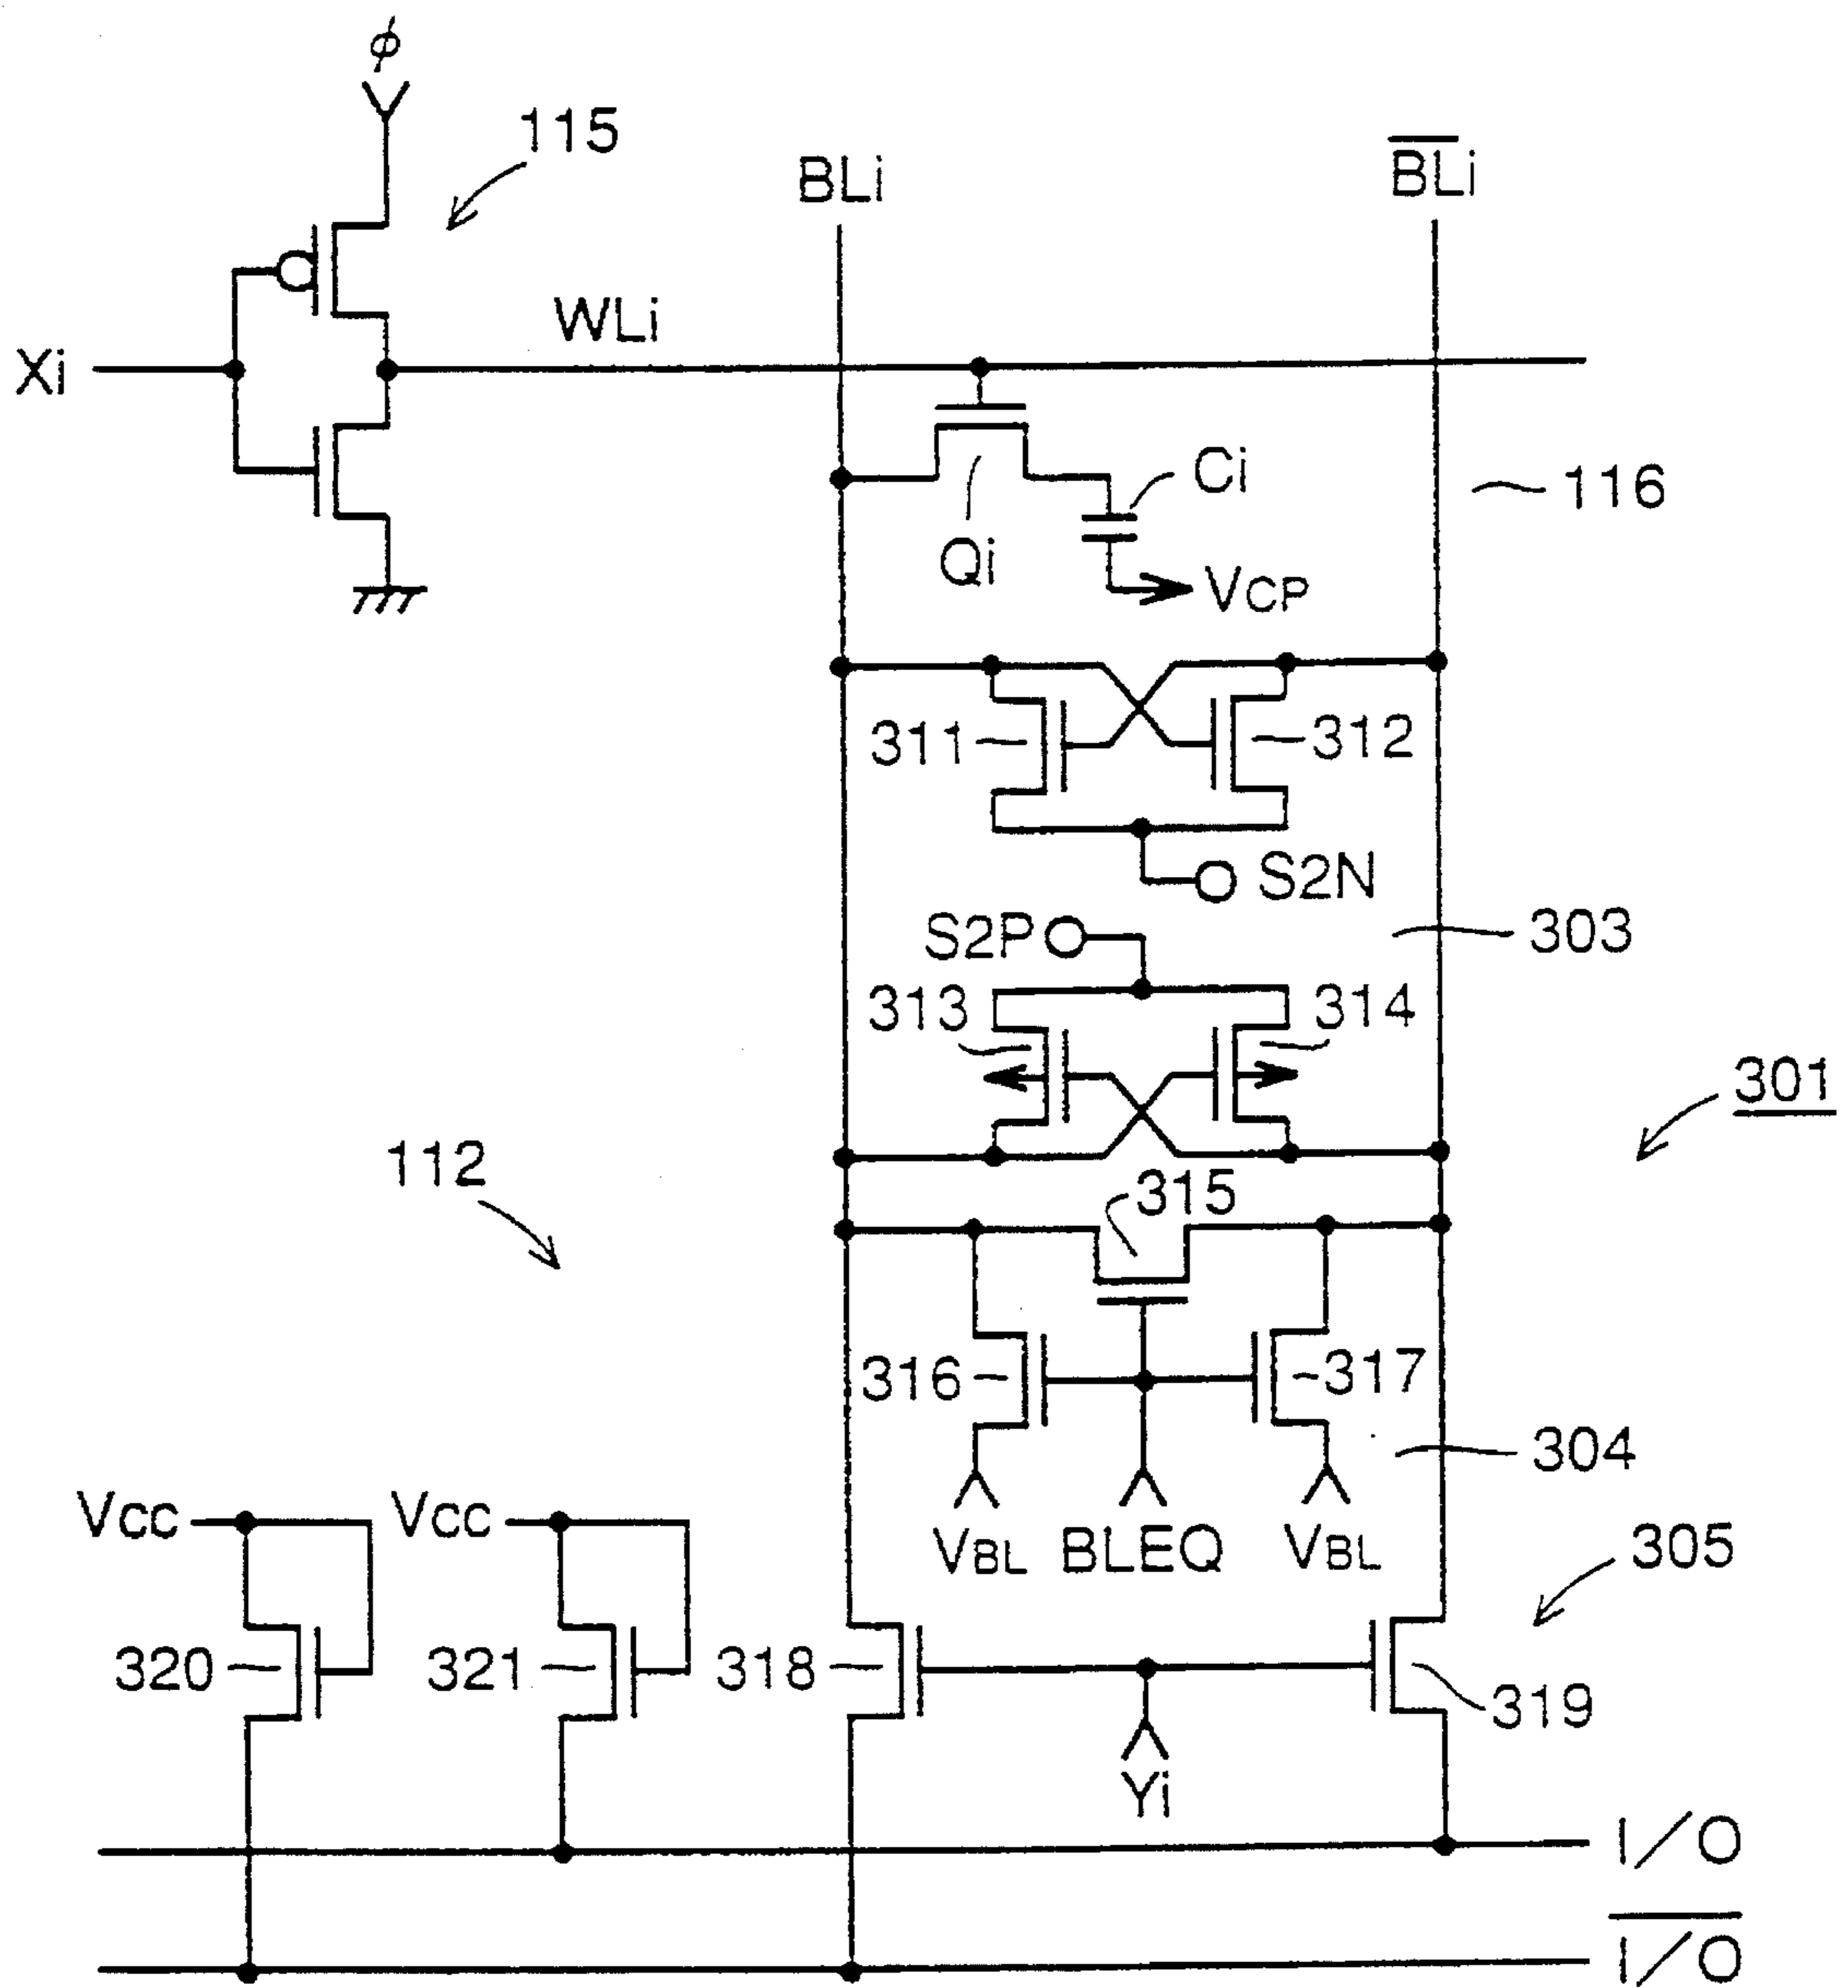 ϕ
115
BLi
B̅L̅i
WLi
Xi
Ci
116
Qi
VCP
311
312
S2N
S2P
303
313
314
301
112
315
316
317
304
VCC
VCC
VBL
BLEQ
VBL
305
320
321
318
319
Yi
I/O
I̅/̅O̅